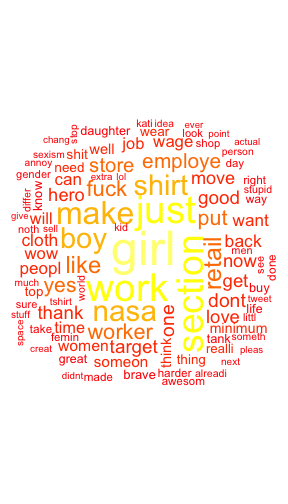 kati idea ever
chang stop daughter wear look point
sexism shit well job wage shop actual
annoy need store employe person
gender can fuck shirt move day right
differ know hero extra lol good stupid
give will make just put want way
noth sell boy girl section retail back men
cloth wow like kid now see done
peopl yes work dont get buy
much top world nasa one love tweet
sure tshirt worker think minimum life
stuff thank target tank littl
space take time women thing realli someth
creat femin someon pleas
great brave harder alreadi next
didnt made awesom